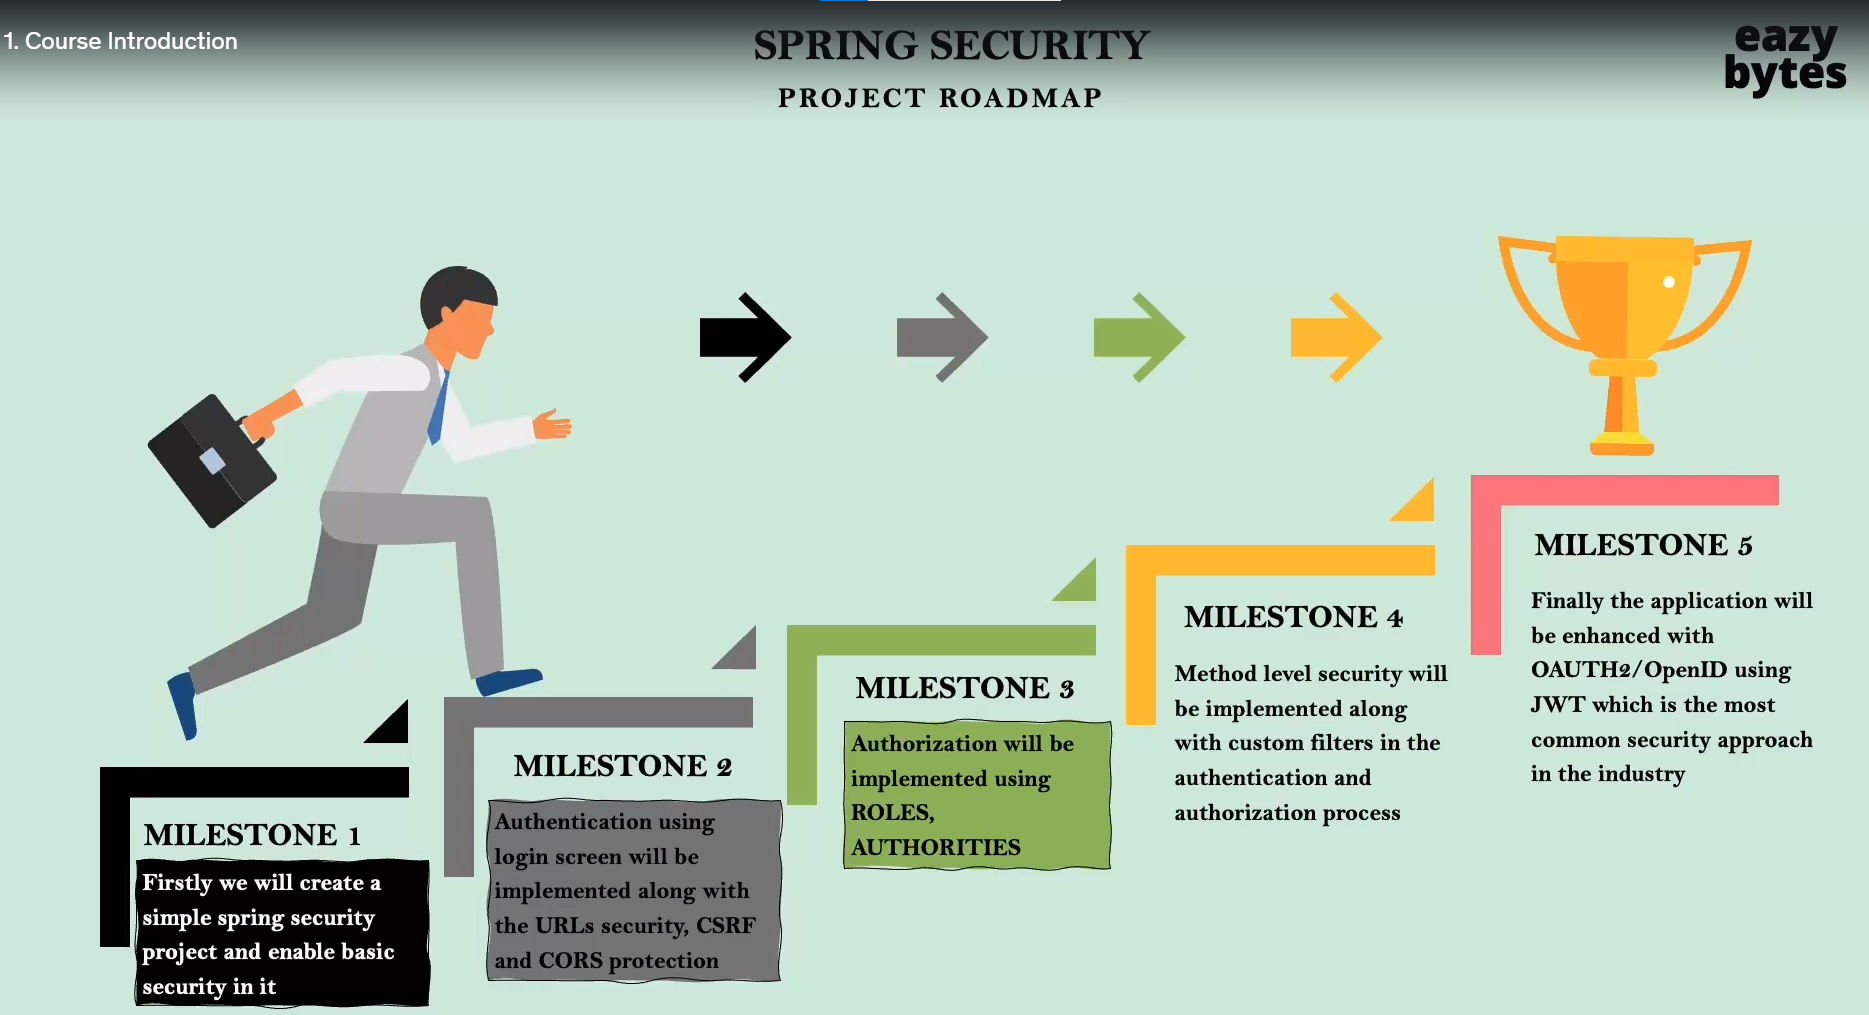 1. Course Introduction
SPRING SECURITY
PROJECT ROADMAP
eazy
bytes
MILESTONE 1
Firstly we will create a
simple spring security
project and enable basic
security in it
MILESTONE 2
Authentication using
login screen will be
implemented along with
the URLs security, CSRF
and CORS protection
MILESTONE 3
Authorization will be
implemented using
ROLES,
AUTHORITIES
MILESTONE 4
Method level security will
be implemented along
with custom filters in the
authentication and
authorization process
MILESTONE 5
Finally the application will
be enhanced with
OAUTH2/OpenID using
JWT which is the most
common security approach
in the industry